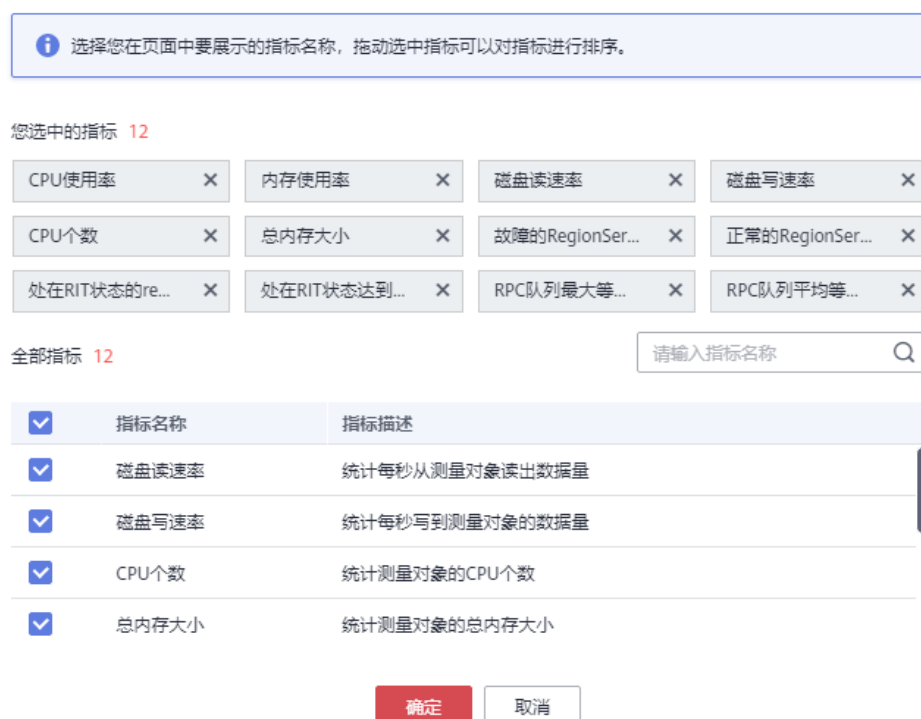 选择您在页面中要展示的指标名称，拖动选中指标可以对指标进行排序。
您选中的指标 12
CPU使用率 内存使用率 磁盘读速率 磁盘写速率
CPU个数 总内存大小 故障的RegionSer... 正常的RegionSer...
处在RIT状态的re... 处在RIT状态达到... RPC队列最大等... RPC队列平均等...
全部指标 12 请输入指标名称
指标名称 指标描述
磁盘读速率 统计每秒从测量对象读出数据量
磁盘写速率 统计每秒写到测量对象的数据量
CPU个数 统计测量对象的CPU个数
总内存大小 统计测量对象的总内存大小
确定 取消